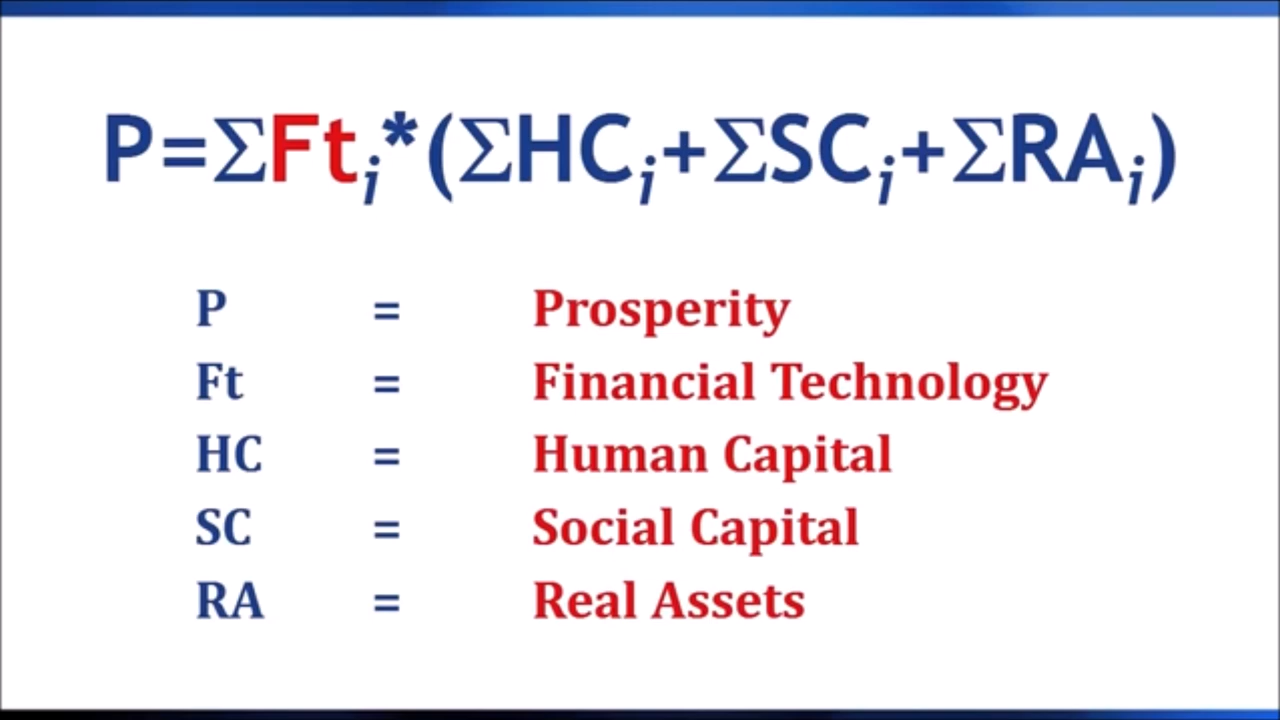 P=ΣFtᵢ*(ΣHCᵢ+ΣSCᵢ+ΣRAᵢ)
P = Prosperity
Ft = Financial Technology
HC = Human Capital
SC = Social Capital
RA = Real Assets